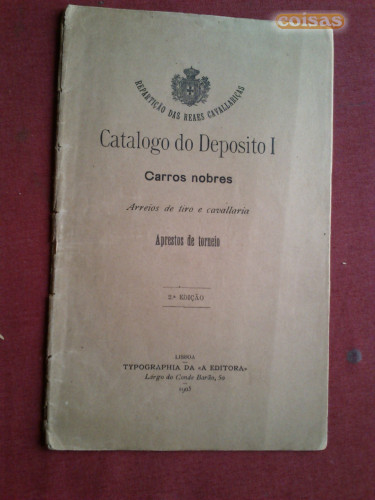 coisas
REPARTIÇÃO DAS REAES CAVALLARIÇAS
Catalogo do Deposito I
Carros nobres
Arreios de tiro e cavallaria
Aprestos de torneio
2.ª EDIÇÃO
LISBOA
TYPOGRAPHIA DA «A EDITORA»
Largo do Conde Barão, 50
1905